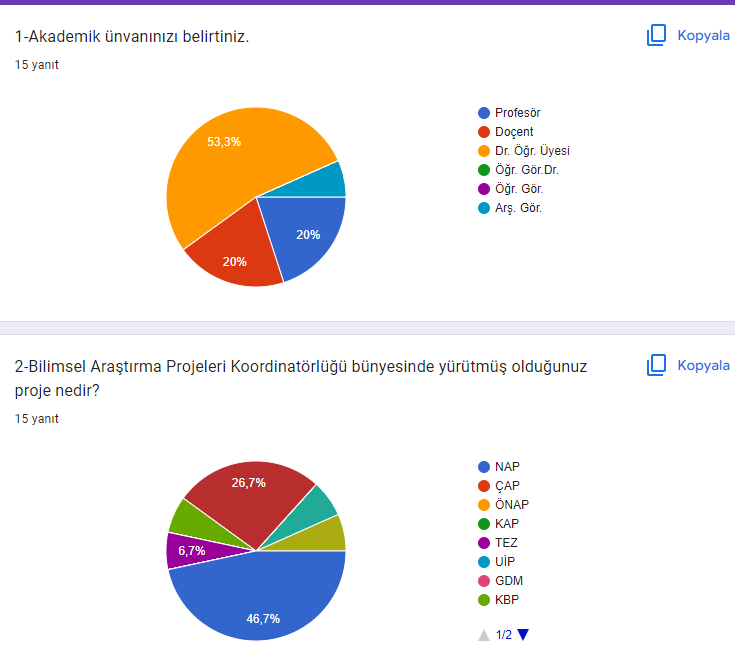 1-Akademik ünvanınızı belirtiniz.
Kopyala
15 yanıt
53,3%
20%
20%
Profesör
Doçent
Dr. Öğr. Üyesi
Öğr. Gör.Dr.
Öğr. Gör.
Arş. Gör.
2-Bilimsel Araştırma Projeleri Koordinatörlüğü bünyesinde yürütmüş olduğunuz
proje nedir?
Kopyala
15 yanıt
26,7%
6,7%
46,7%
NAP
ÇAP
ÖNAP
KAP
TEZ
UİP
GDM
KBP
1/2